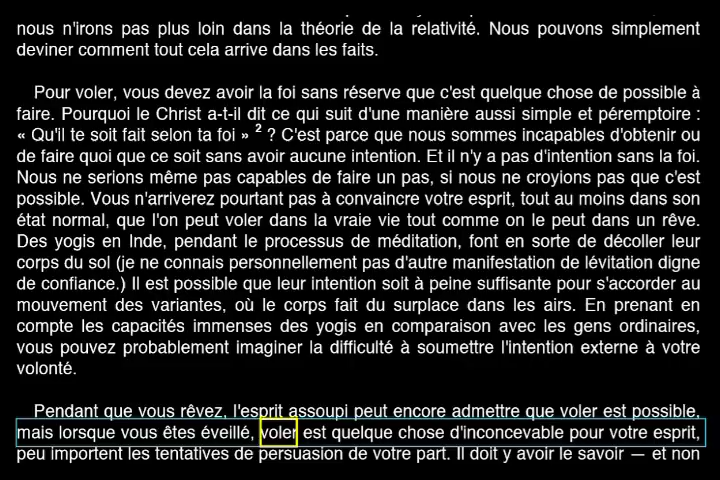 nous n'irons pas plus loin dans la théorie de la relativité. Nous pouvons simplement
deviner comment tout cela arrive dans les faits.
Pour voler, vous devez avoir la foi sans réserve que c'est quelque chose de possible à
faire. Pourquoi le Christ a-t-il dit ce qui suit d'une manière aussi simple et péremptoire :
« Qu'il te soit fait selon ta foi » 2 ? C'est parce que nous sommes incapables d'obtenir ou
de faire quoi que ce soit sans avoir aucune intention. Et il n'y a pas d'intention sans la foi.
Nous ne serions même pas capables de faire un pas, si nous ne croyions pas que c'est
possible. Vous n'arriverez pourtant pas à convaincre votre esprit, tout au moins dans son
état normal, que l'on peut voler dans la vraie vie tout comme on le peut dans un rêve.
Des yogis en Inde, pendant le processus de méditation, font en sorte de décoller leur
corps du sol (je ne connais personnellement pas d'autre manifestation de lévitation digne
de confiance.) Il est possible que leur intention soit à peine suffisante pour s'accorder au
mouvement des variantes, où le corps fait du surplace dans les airs. En prenant en
compte les capacités immenses des yogis en comparaison avec les gens ordinaires,
vous pouvez probablement imaginer la difficulté à soumettre l'intention externe à votre
volonté.
Pendant que vous rêvez, l'esprit assoupi peut encore admettre que voler est possible,
mais lorsque vous êtes éveillé, voler est quelque chose d'inconcevable pour votre esprit,
peu importent les tentatives de persuasion de votre part. Il doit y avoir le savoir — et non